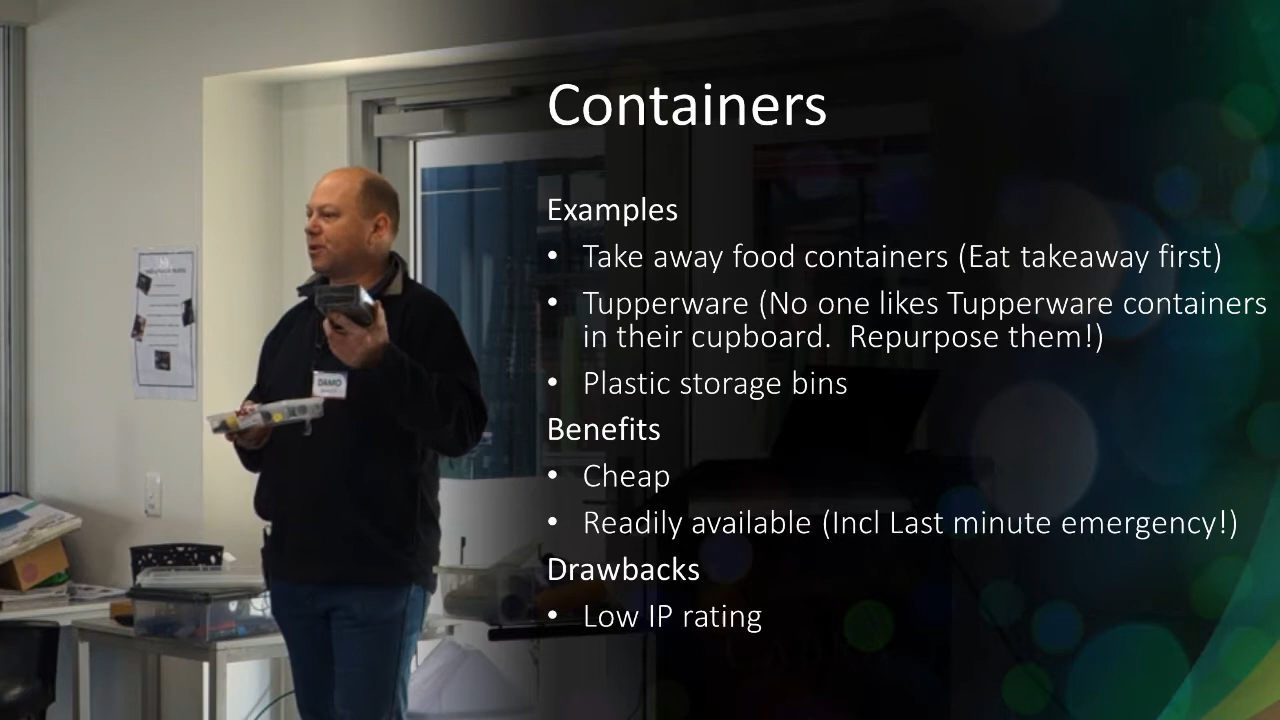 Containers
Examples
• Take away food containers (Eat takeaway first)
• Tupperware (No one likes Tupperware containers
in their cupboard.  Repurpose them!)
• Plastic storage bins
Benefits
• Cheap
• Readily available (Incl Last minute emergency!)
Drawbacks
• Low IP rating
DAMO